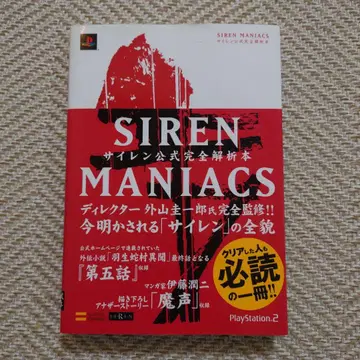 SIREN MANIACS
サイレン公式完全解析本
SIREN
サイレン公式完全解析本
MANIACS
ディレクター 外山圭一郎氏完全監修!!
今明かされる「サイレン」の全貌
公式ホームページで連載されていた
外伝小説「羽生蛇村異聞」最終話となる
『第五話』収録
マンガ家 伊藤潤二
描き下ろし
アナザーストーリー「魔声」収録
クリアした人も
必読
の一冊!!
PlayStation.2